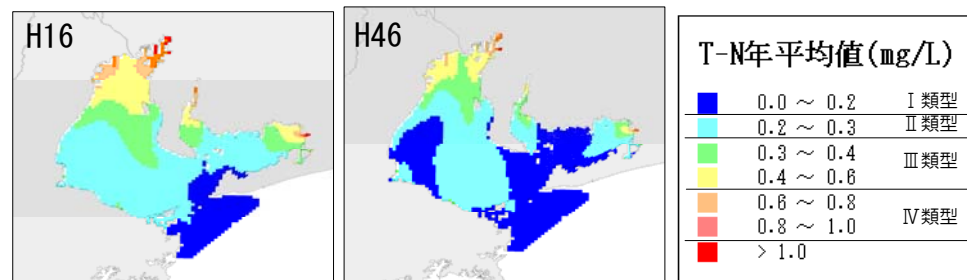 H16
H46
T-N年平均値(mg/L)
0.0 ～ 0.2 Ⅰ類型
0.2 ～ 0.3 Ⅱ類型
0.3 ～ 0.4
Ⅲ類型
0.4 ～ 0.6
0.6 ～ 0.8
Ⅳ類型
0.8 ～ 1.0
> 1.0